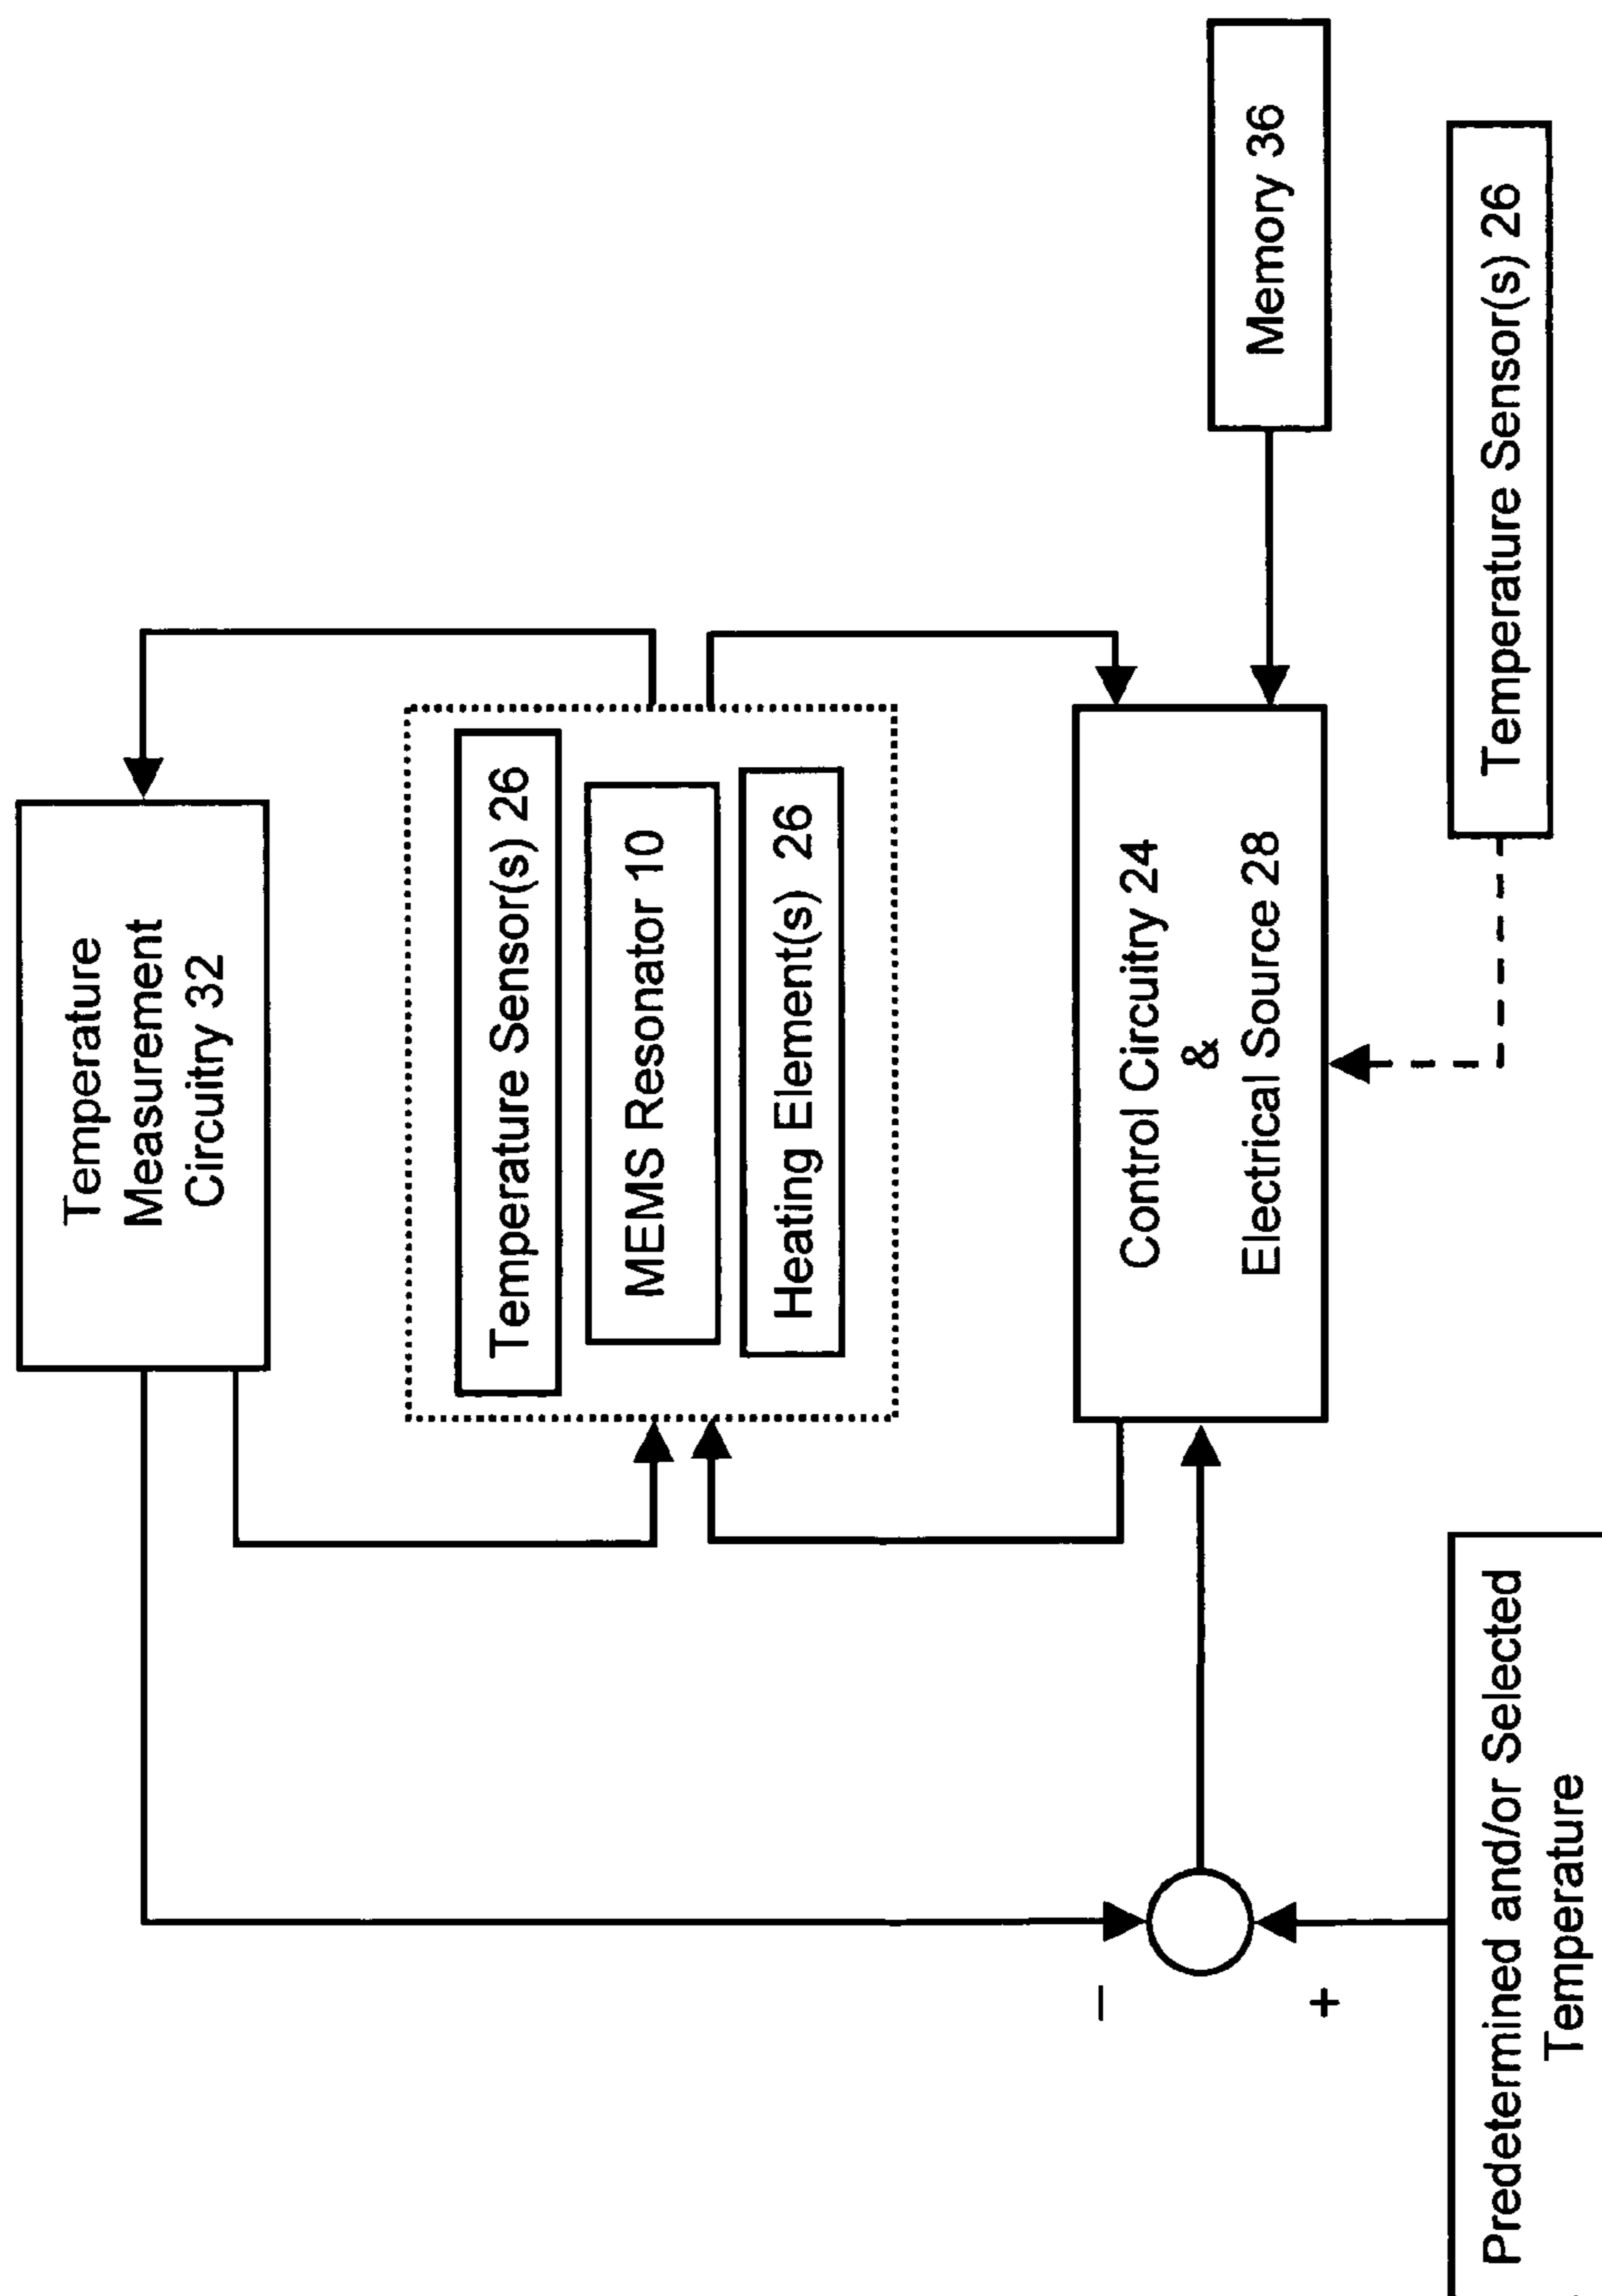 Temperature
Measurement
Circuitry 32
Temperature Sensor(s) 26
MEMS Resonator 10
Heating Element(s) 26
Control Circuitry 24
&
Electrical Source 28
Memory 36
Temperature Sensor(s) 26
–
+
Predetermined and/or Selected
Temperature